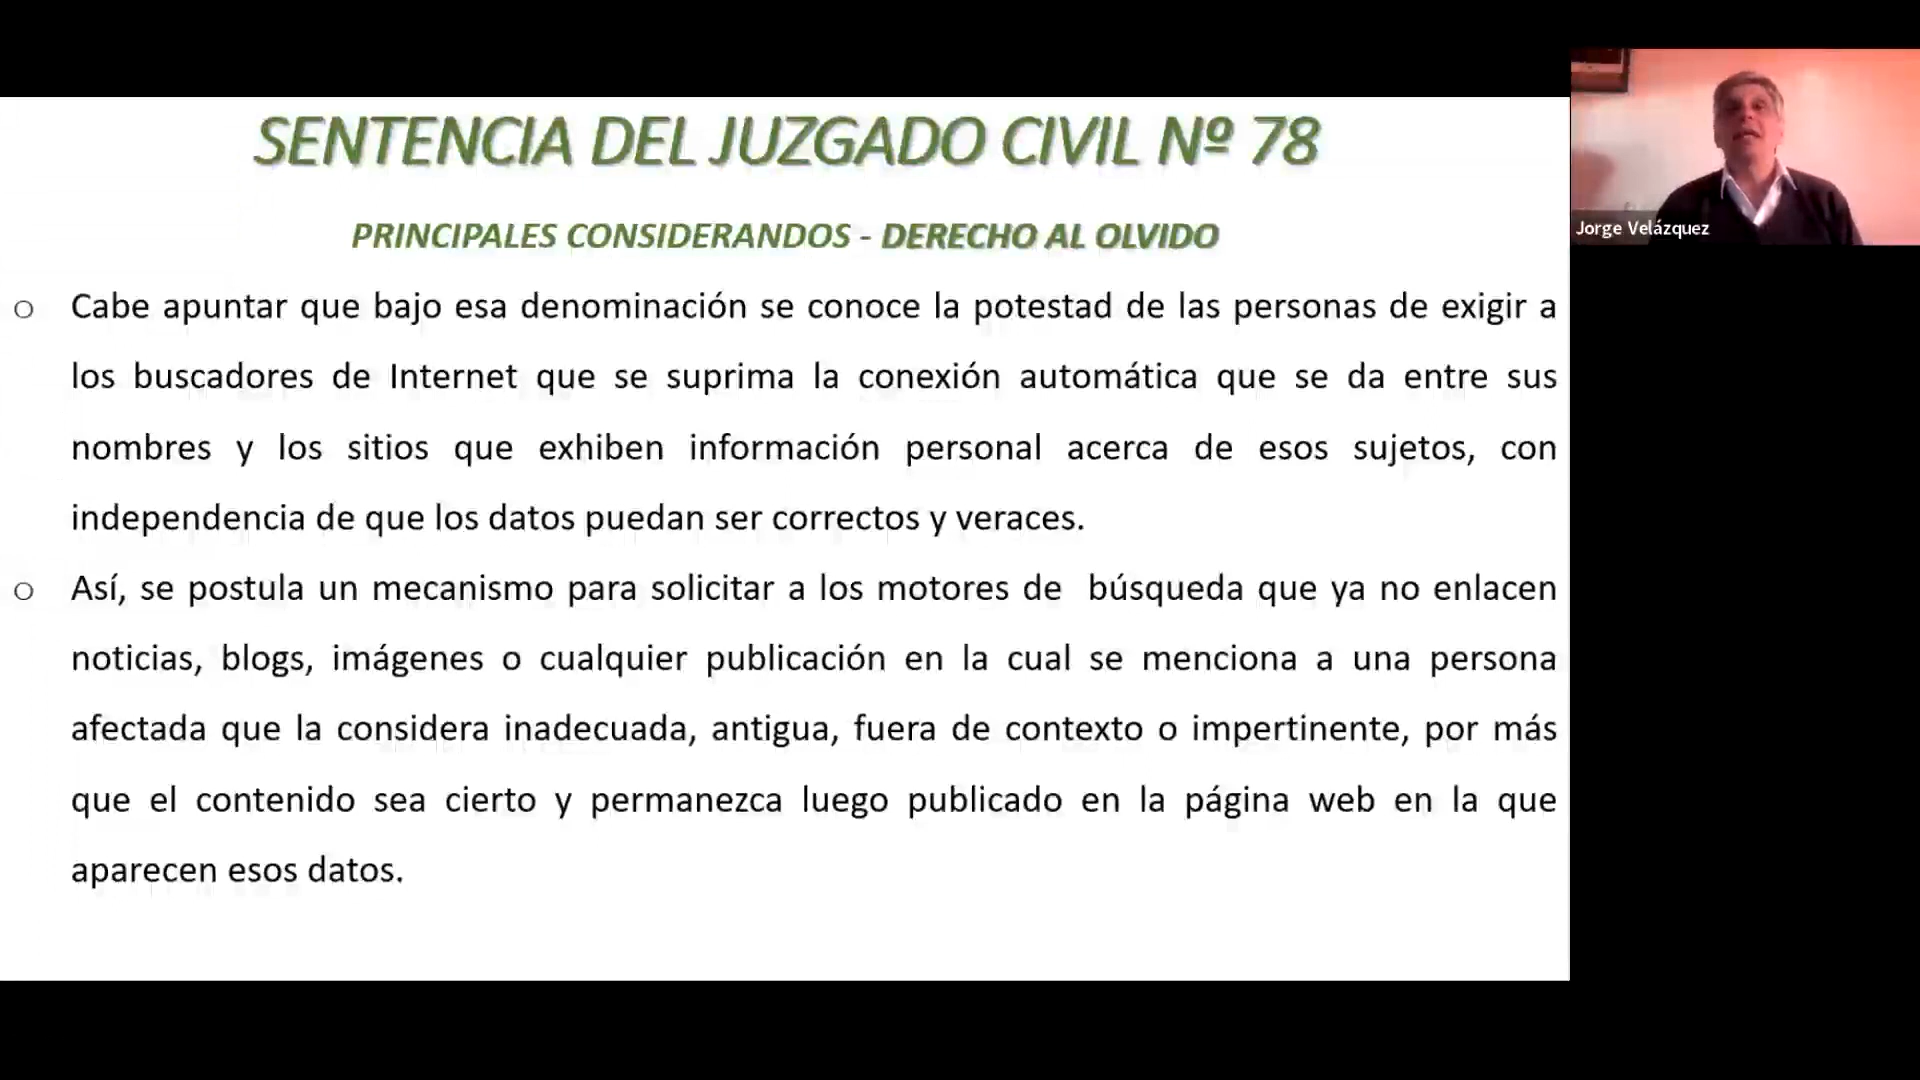 SENTENCIA DEL JUZGADO CIVIL Nº 78
PRINCIPALES CONSIDERANDOS - DERECHO AL OLVIDO
o Cabe apuntar que bajo esa denominación se conoce la potestad de las personas de exigir a
los buscadores de Internet que se suprima la conexión automática que se da entre sus
nombres y los sitios que exhiben información personal acerca de esos sujetos, con
independencia de que los datos puedan ser correctos y veraces.
o Así, se postula un mecanismo para solicitar a los motores de búsqueda que ya no enlacen
noticias, blogs, imágenes o cualquier publicación en la cual se menciona a una persona
afectada que la considera inadecuada, antigua, fuera de contexto o impertinente, por más
que el contenido sea cierto y permanezca luego publicado en la página web en la que
aparecen esos datos.
Jorge Velázquez